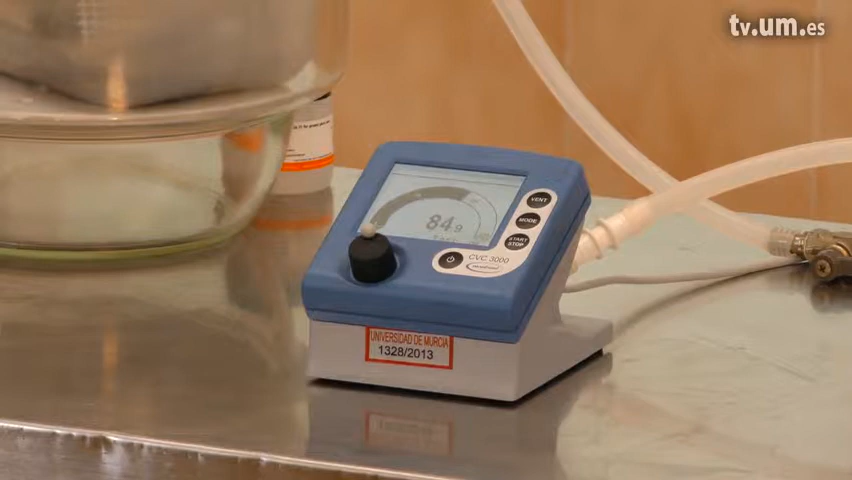 tv.um.es
84.9
VENT
MODE
START
STOP
CVC 3000
UNIVERSIDAD DE MURCIA
1328/2013